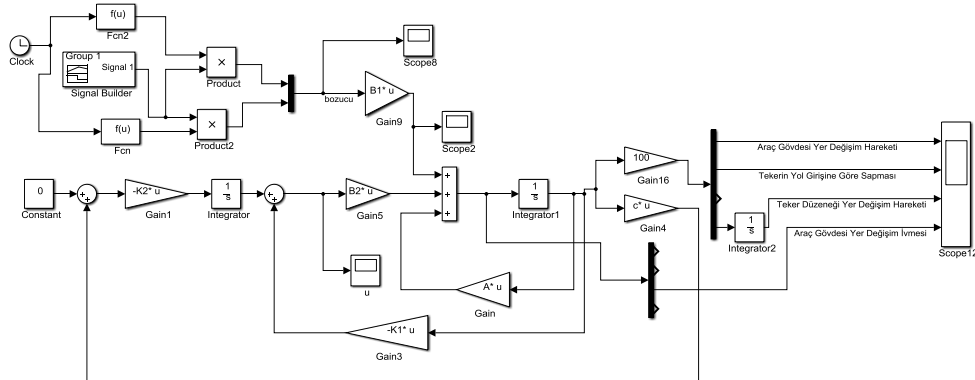 f(u)
Fcn2
Clock
Group 1
Signal 1
Signal Builder
×
Product
Scope8
f(u)
Fcn
×
Product2
bozucu
B1* u
Gain9
Scope2
0
Constant
+
+
-K2* u
Gain1
1
s
Integrator
+
+
B2* u
Gain5
+
+
+
1
s
Integrator1
100
Gain16
c* u
Gain4
Araç Gövdesi Yer Değişim Hareketi
Tekerin Yol Girişine Göre Sapması
Teker Düzeneği Yer Değişim Hareketi
1
s
Integrator2
Araç Gövdesi Yer Değişim İvmesi
Scope12
u
A* u
Gain
-K1* u
Gain3